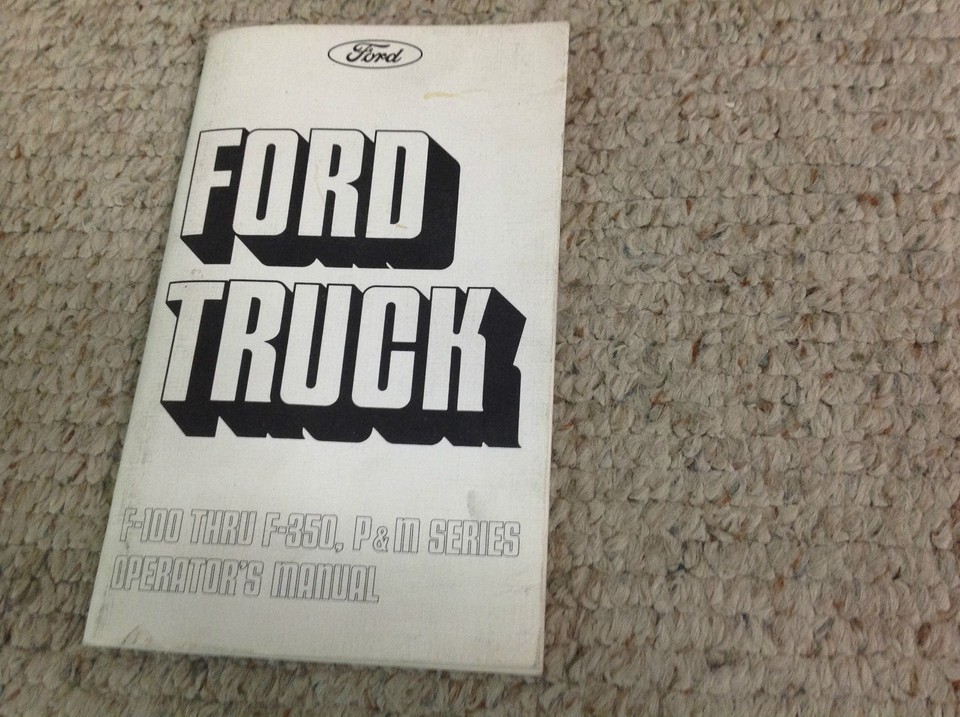 Ford
FORD
TRUCK
F-100 THRU F-350, P & M SERIES
OPERATOR'S MANUAL